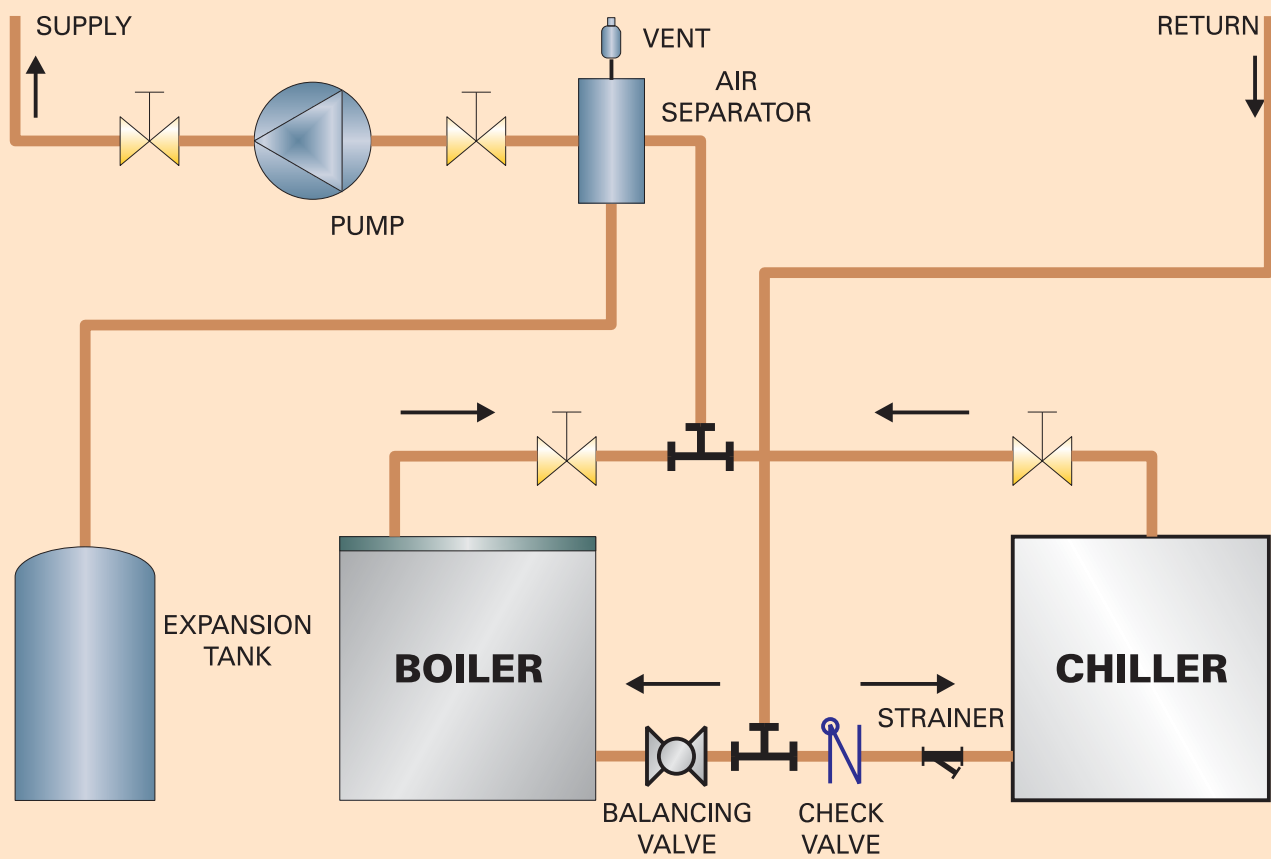 SUPPLY
VENT
RETURN
AIR
SEPARATOR
PUMP
EXPANSION
TANK
BOILER
CHILLER
STRAINER
BALANCING
VALVE
CHECK
VALVE